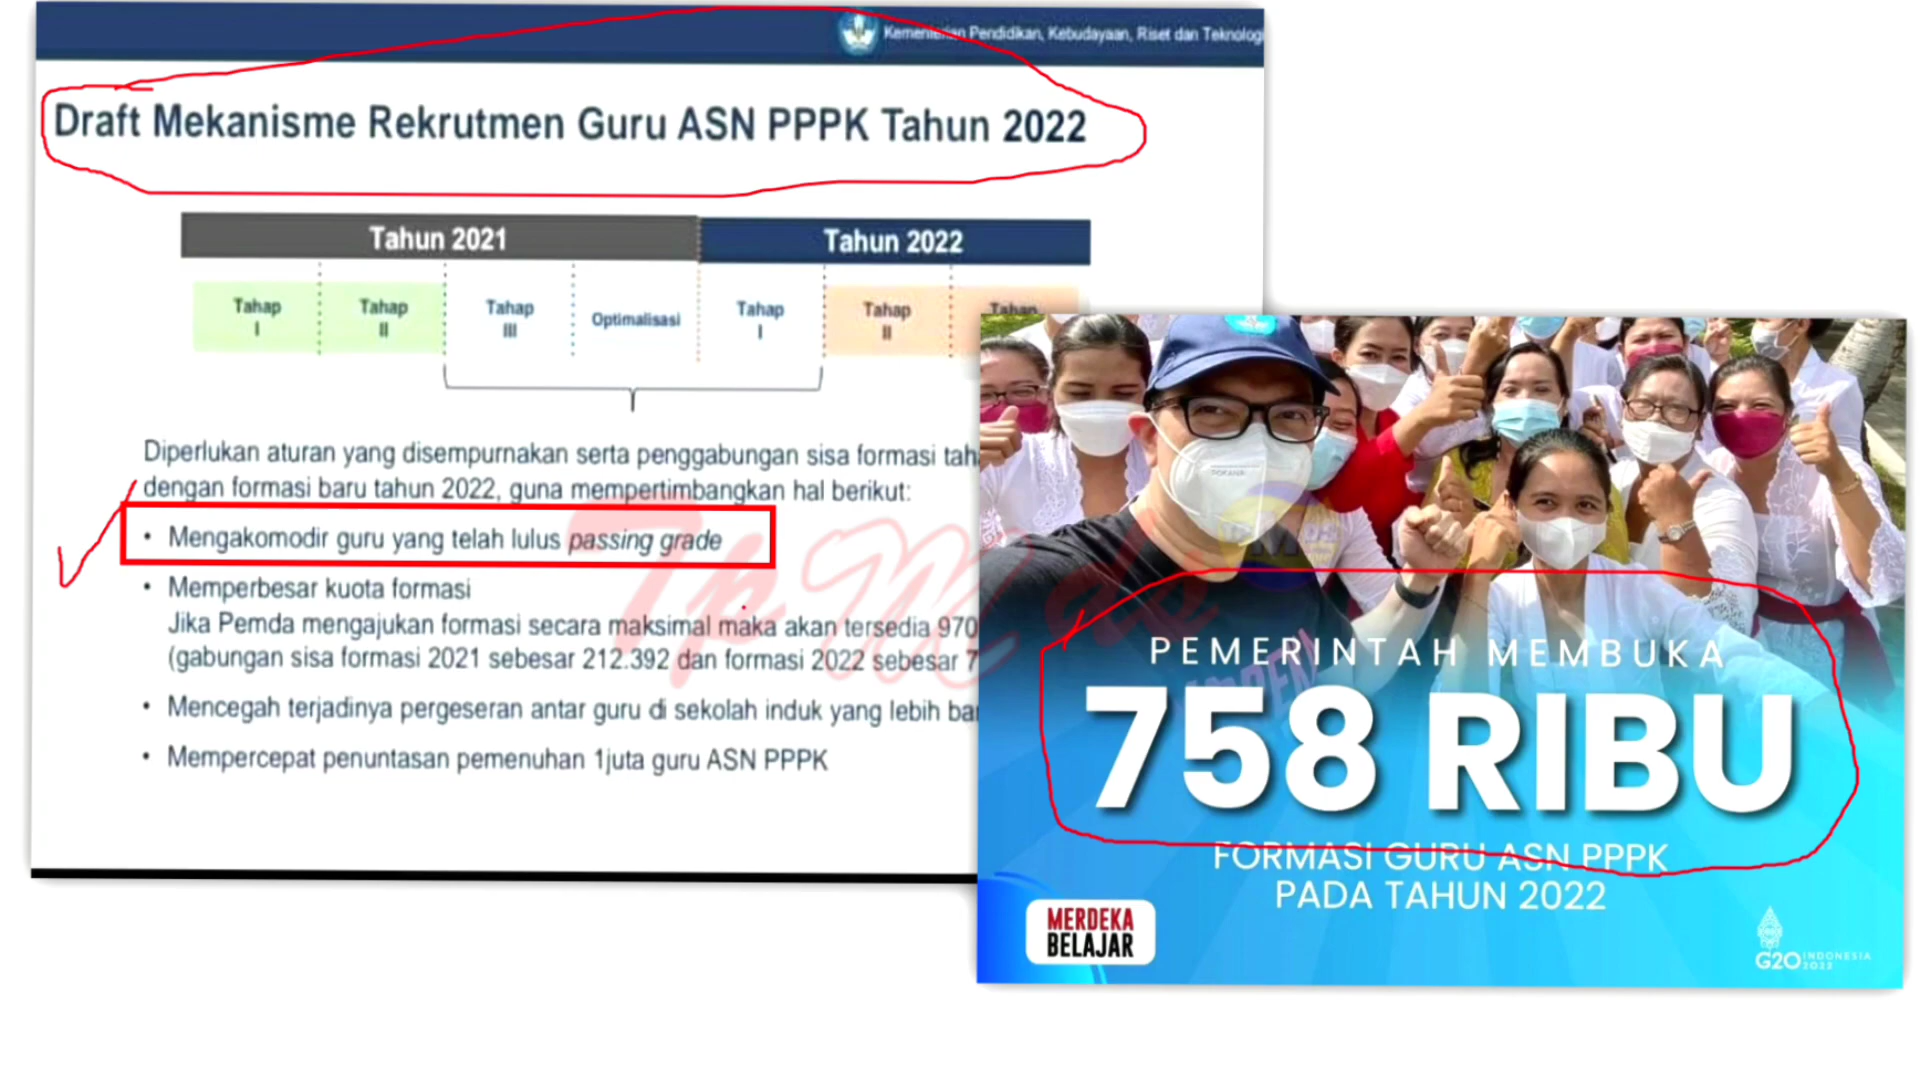 Kementerian Pendidikan, Kebudayaan, Riset dan Teknologi
Draft Mekanisme Rekrutmen Guru ASN PPPK Tahun 2022
Tahun 2021
Tahun 2022
Tahap I
Tahap II
Tahap III
Optimalisasi
Tahap I
Tahap II
Tahap
Diperlukan aturan yang disempurnakan serta penggabungan sisa formasi
dengan formasi baru tahun 2022, guna mempertimbangkan hal berikut:
• Mengakomodir guru yang telah lulus passing grade
• Memperbesar kuota formasi
Jika Pemda mengajukan formasi secara maksimal maka akan tersedia 970
(gabungan sisa formasi 2021 sebesar 212.392 dan formasi 2022 sebesar 7
• Mencegah terjadinya pergeseran antar guru di sekolah induk yang lebih
• Mempercepat penuntasan pemenuhan 1juta guru ASN PPPK
TpMds
PEMERINTAH MEMBUKA
758 RIBU
FORMASI GURU ASN PPPK
PADA TAHUN 2022
MERDEKA
BELAJAR
G20 INDONESIA
2022